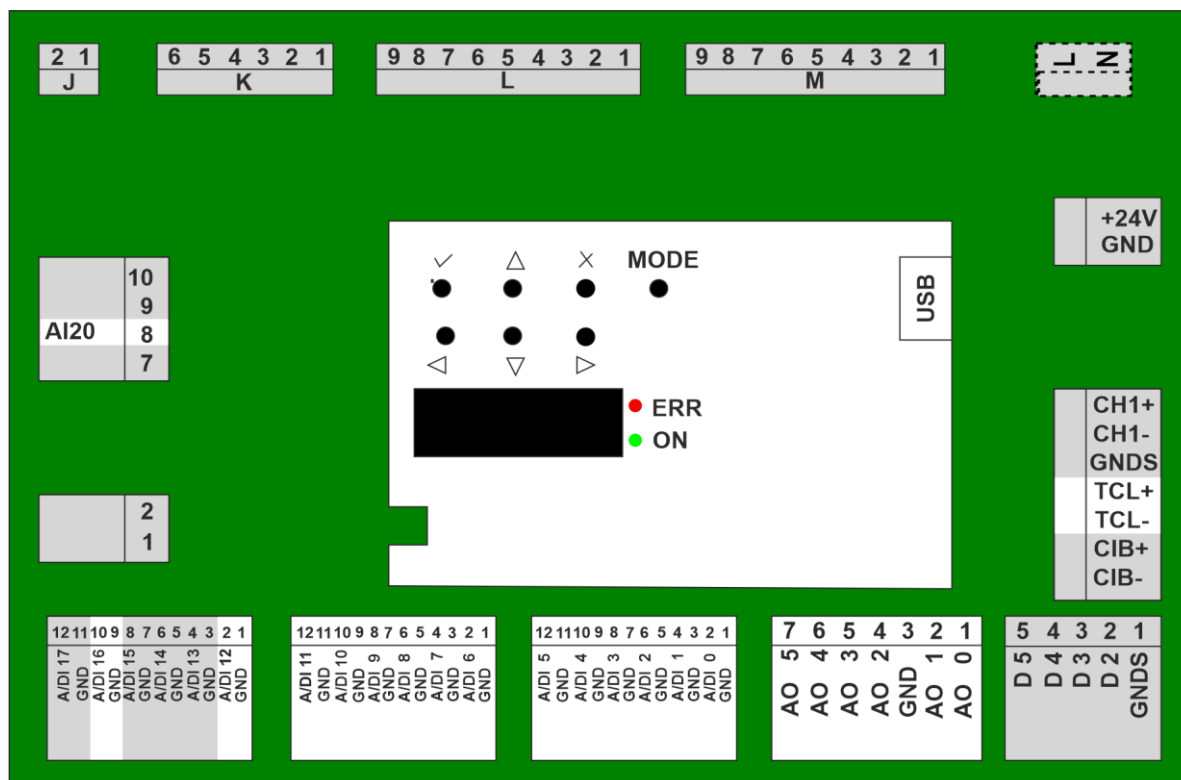 2 1
J
6 5 4 3 2 1
K
9 8 7 6 5 4 3 2 1
L
9 8 7 6 5 4 3 2 1
M
L N
+24V
GND
10
9
AI20 8
7
MODE
USB
ERR
ON
CH1+
CH1-
GNDS
TCL+
TCL-
CIB+
CIB-
2
1
12 11 10 9 8 7 6 5 4 3 2 1
A/DI 17
GND
A/DI 16
GND
A/DI 15
GND
A/DI 14
GND
A/DI 13
GND
A/DI 12
GND
12 11 10 9 8 7 6 5 4 3 2 1
A/DI 11
GND
A/DI 10
GND
A/DI 9
GND
A/DI 8
GND
A/DI 7
GND
A/DI 6
GND
12 11 10 9 8 7 6 5 4 3 2 1
A/DI 5
GND
A/DI 4
GND
A/DI 3
GND
A/DI 2
GND
A/DI 1
GND
A/DI 0
GND
7 6 5 4 3 2 1
AO 5
AO 4
AO 3
AO 2
GND
AO 1
AO 0
5 4 3 2 1
D 5
D 4
D 3
D 2
GNDS